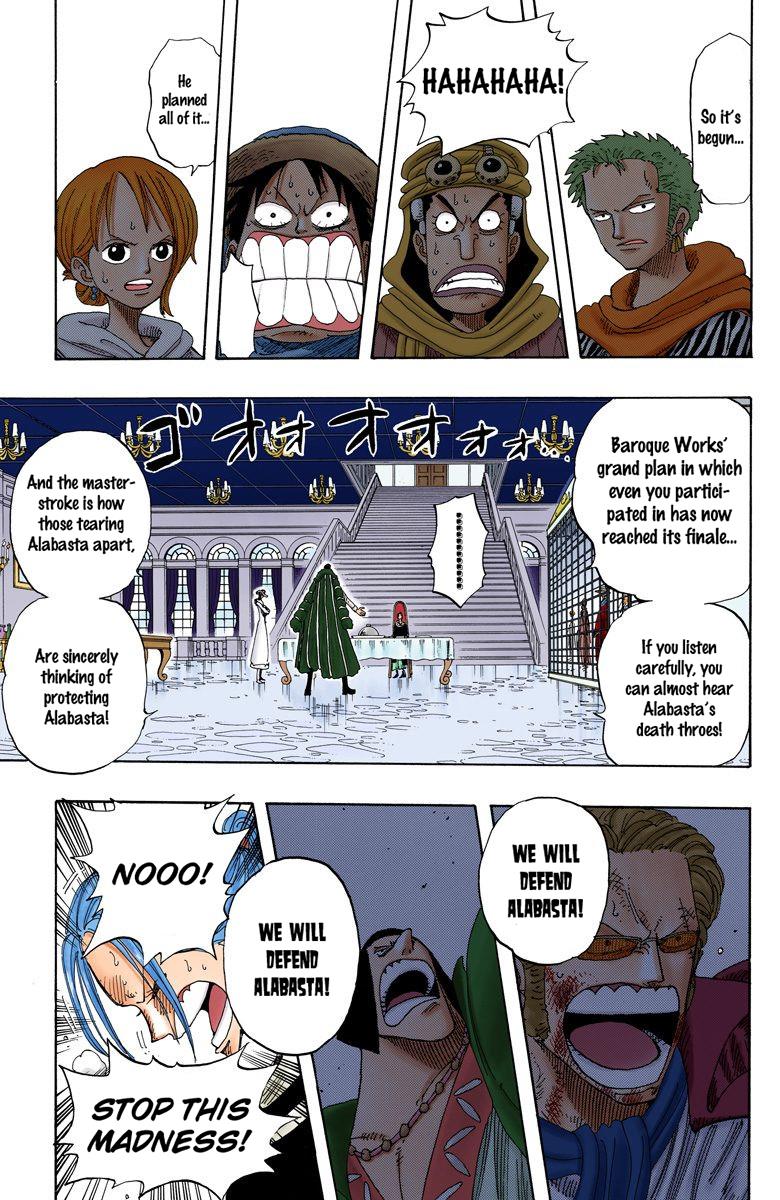 So it's
begun...
HAHAHAHA!
He
planned
all of it...
Baroque Works'
grand plan in which
even you partici-
pated in has now
reached its finale...
If you listen
carefully, you
can almost hear
Alabasta's
death throes!
ゴオオオオオオ...
..........
And the master-
stroke is how
those tearing
Alabasta apart,
Are sincerely
thinking of
protecting
Alabasta!
WE WILL
DEFEND
ALABASTA!
WE WILL
DEFEND
ALABASTA!
NOOO!
STOP THIS
MADNESS!